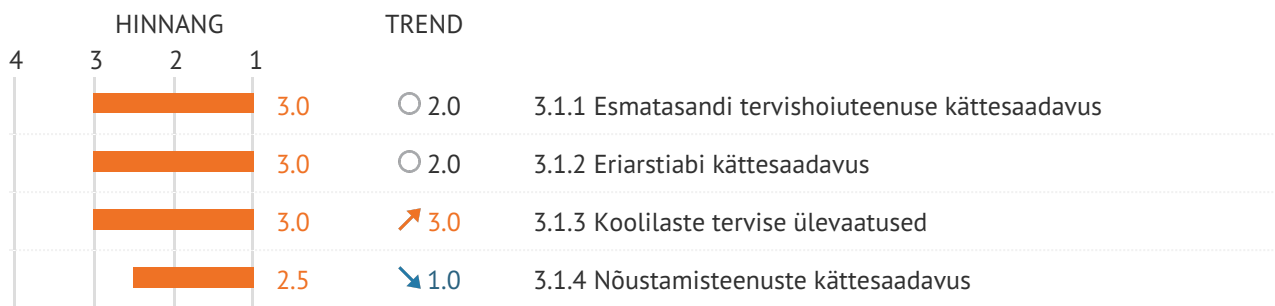 HINNANG TREND
4 3 2 1
3.0 2.0 3.1.1 Esmatasandi tervishoiuteenuse kättesaadavus
3.0 2.0 3.1.2 Eriarstiabi kättesaadavus
3.0 3.0 3.1.3 Koolilaste tervise ülevaatused
2.5 1.0 3.1.4 Nõustamisteenuste kättesaadavus